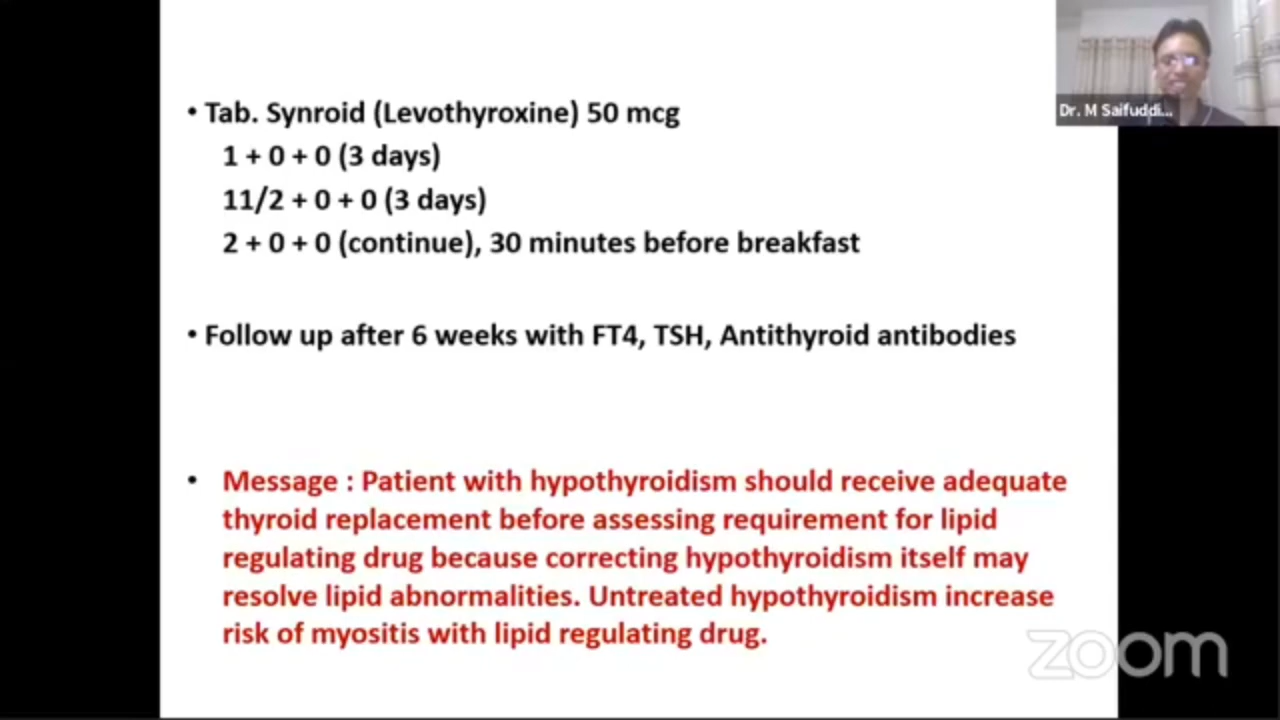 • Tab. Synroid (Levothyroxine) 50 mcg
1 + 0 + 0 (3 days)
11/2 + 0 + 0 (3 days)
2 + 0 + 0 (continue), 30 minutes before breakfast
• Follow up after 6 weeks with FT4, TSH, Antithyroid antibodies
• Message : Patient with hypothyroidism should receive adequate
thyroid replacement before assessing requirement for lipid
regulating drug because correcting hypothyroidism itself may
resolve lipid abnormalities. Untreated hypothyroidism increase
risk of myositis with lipid regulating drug.
Dr. M Saifuddi...
zoom